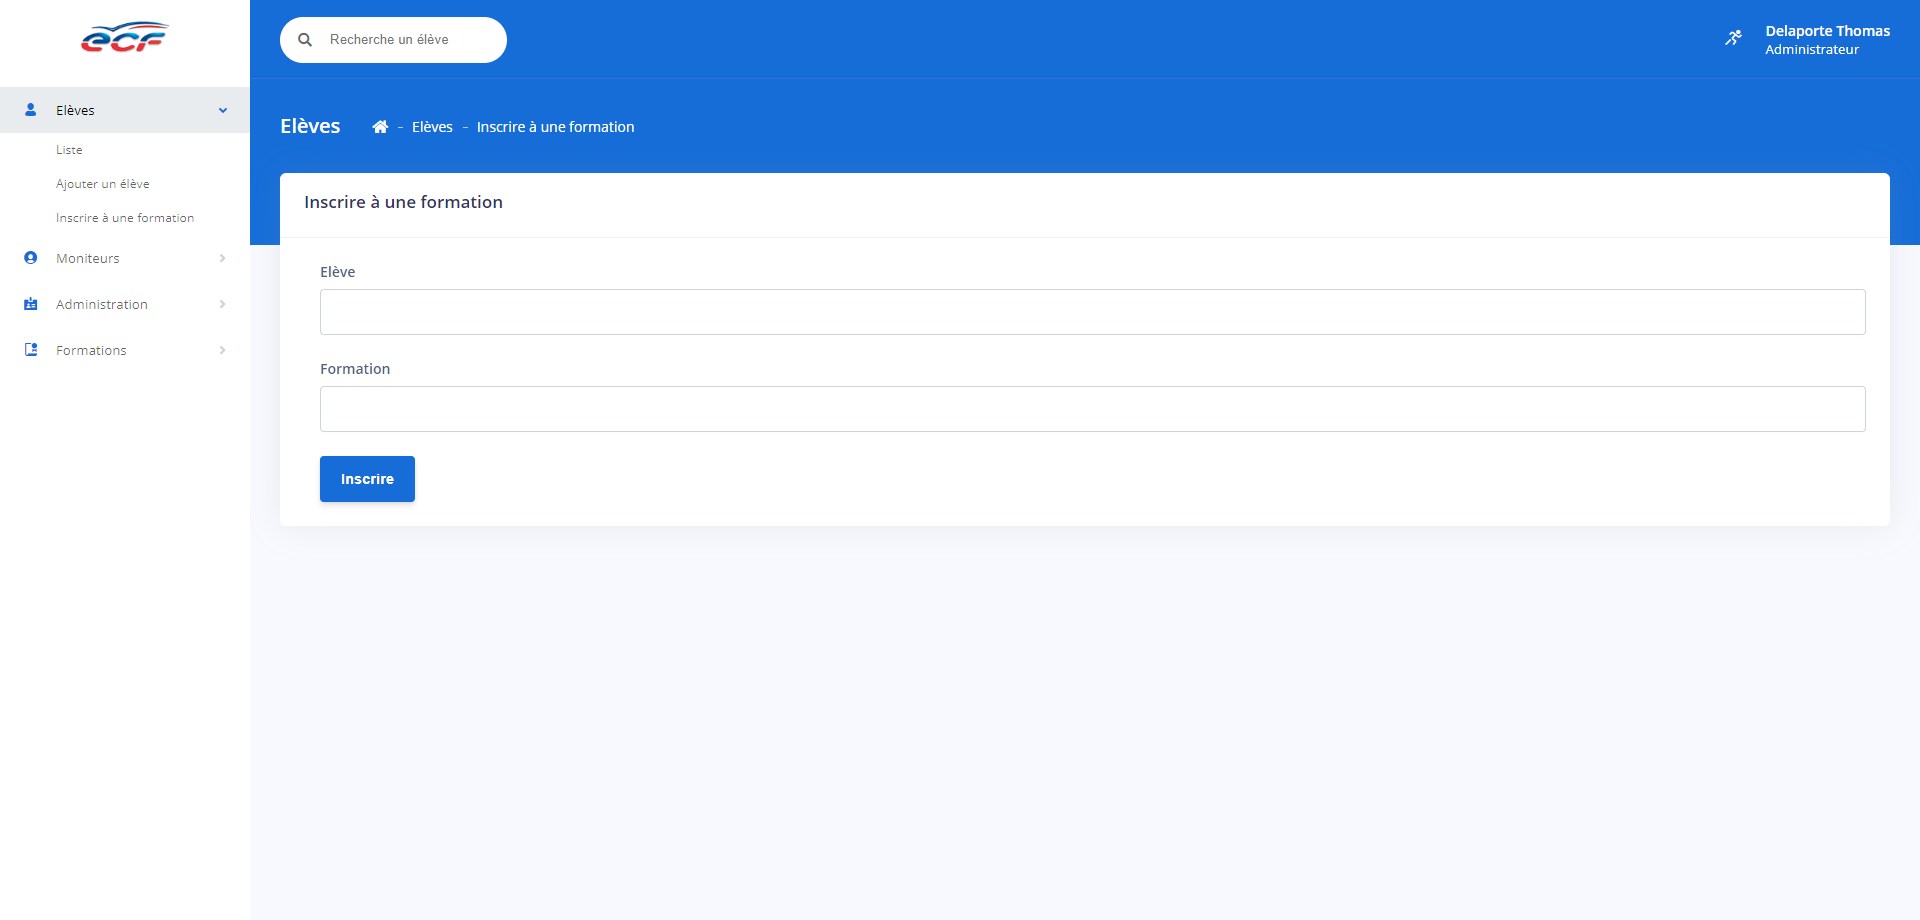 ecf
Recherche un élève
Delaporte Thomas
Administrateur
Elèves
Liste
Ajouter un élève
Inscrire à une formation
Moniteurs
Administration
Formations
Elèves - Elèves - Inscrire à une formation
Inscrire à une formation
Elève
Formation
Inscrire